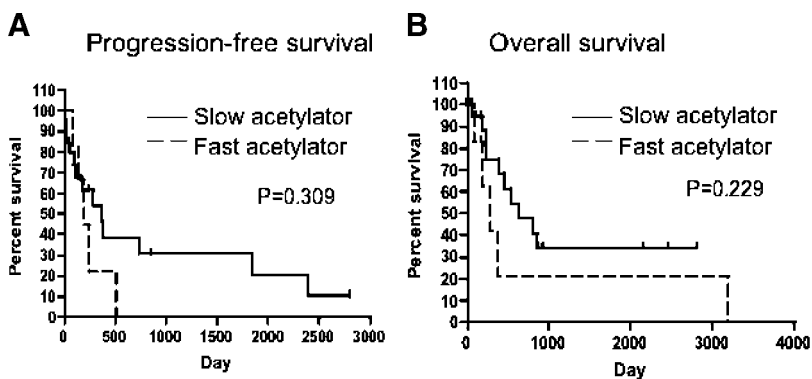 A
Progression-free survival
110
100
90
80
70
60
50
40
30
20
10
0
Percent survival
Slow acetylator
Fast acetylator
P=0.309
0 500 1000 1500 2000 2500 3000
Day
B
Overall survival
110
100
90
80
70
60
50
40
30
20
10
0
Percent survival
Slow acetylator
Fast acetylator
P=0.229
0 1000 2000 3000 4000
Day